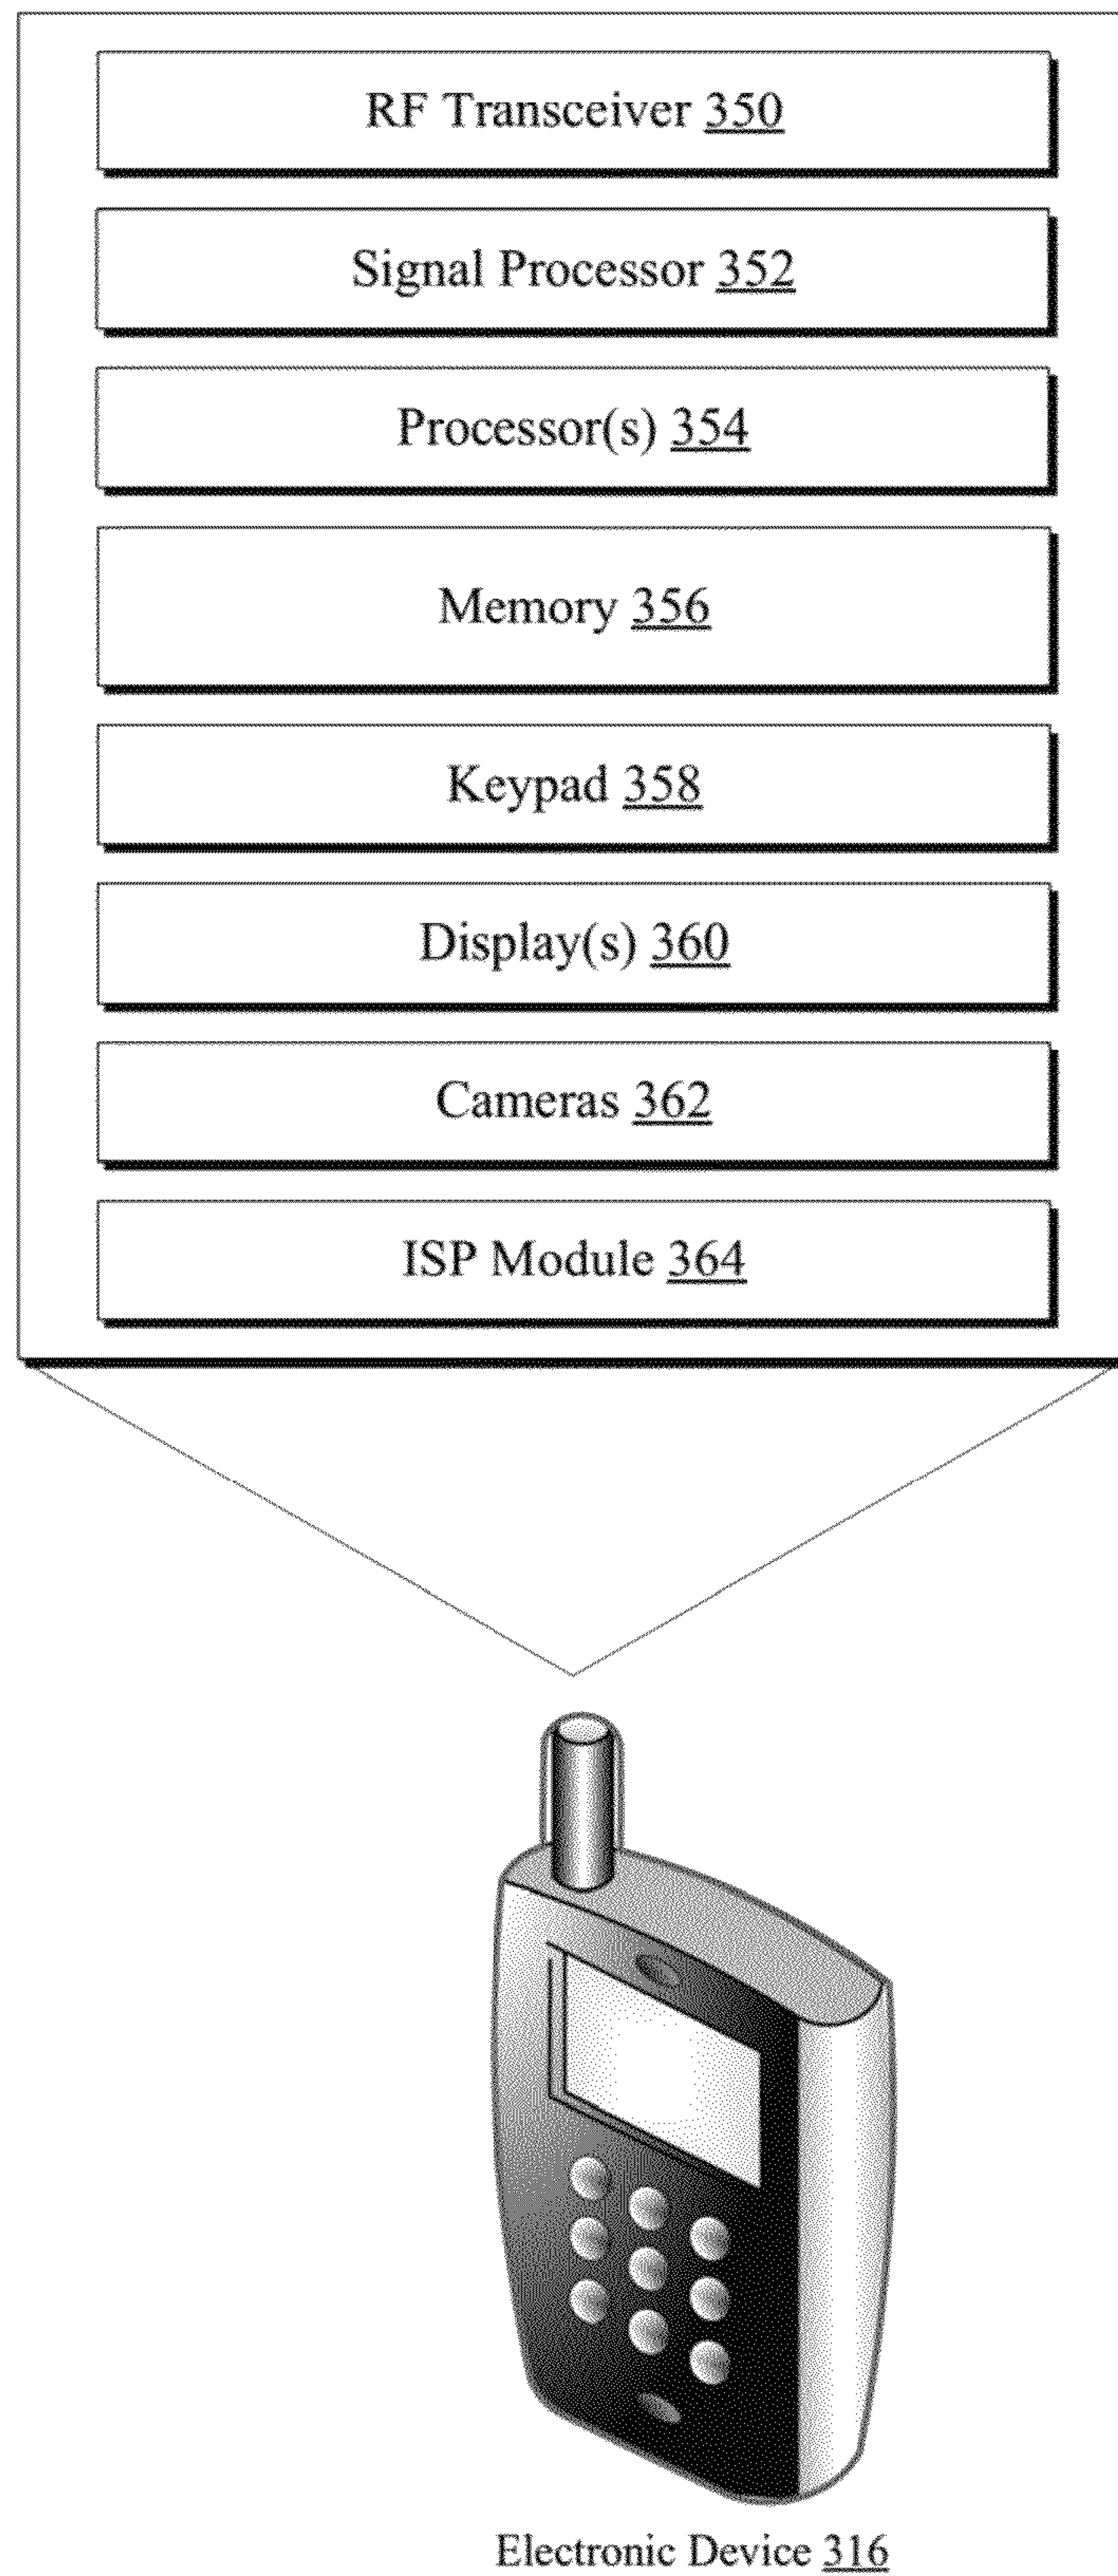 RF Transceiver 350
Signal Processor 352
Processor(s) 354
Memory 356
Keypad 358
Display(s) 360
Cameras 362
ISP Module 364
Electronic Device 316